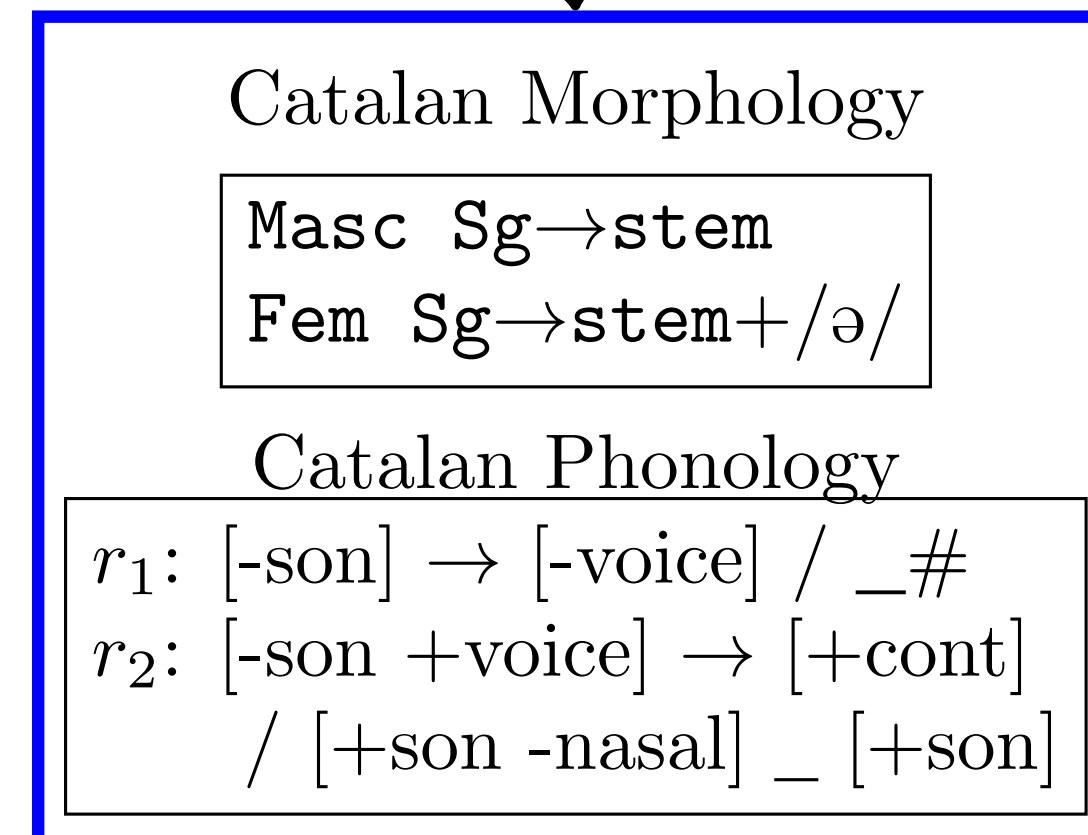 Catalan Morphology
Masc Sg→stem
Fem Sg→stem+/ə/
Catalan Phonology
r₁: [-son] → [-voice] / _#
r₂: [-son +voice] → [+cont]
/ [+son -nasal] _ [+son]